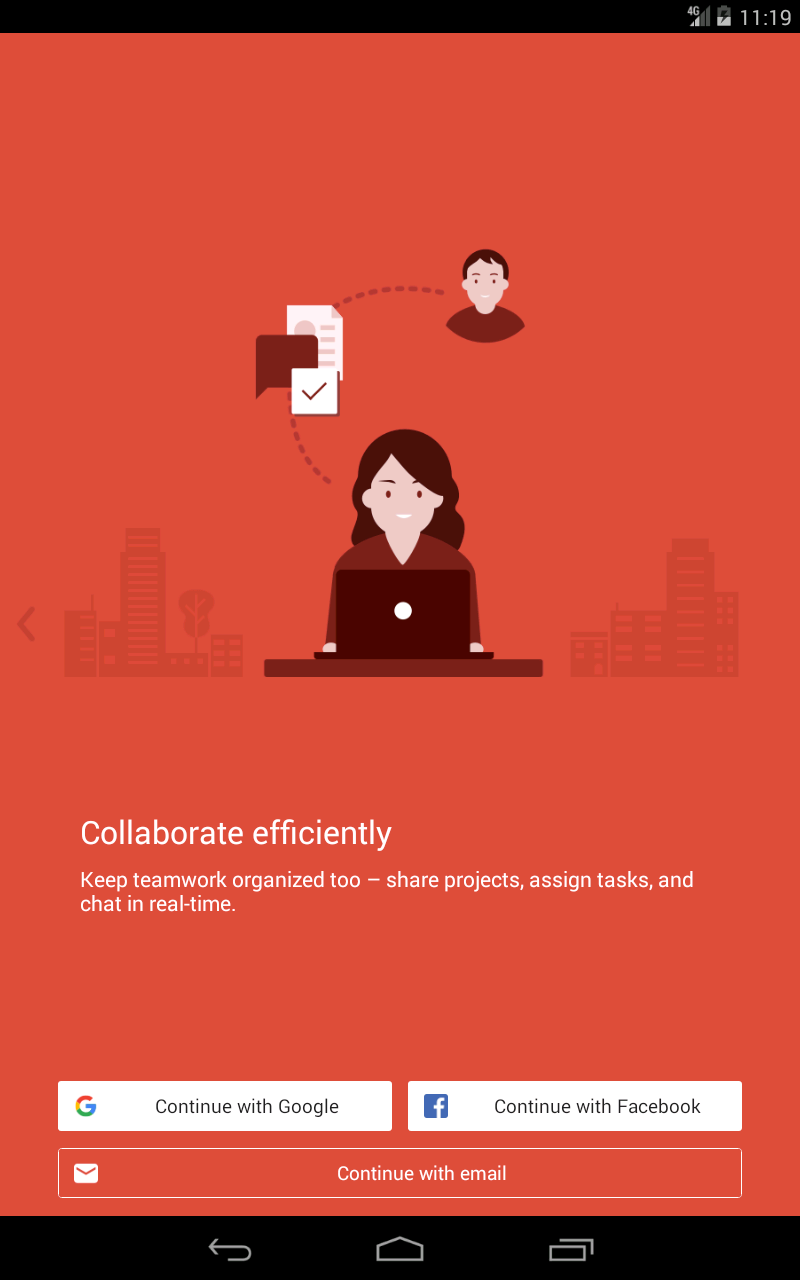 4G 11:19
Collaborate efficiently
Keep teamwork organized too – share projects, assign tasks, and
chat in real-time.
Continue with Google
Continue with Facebook
Continue with email